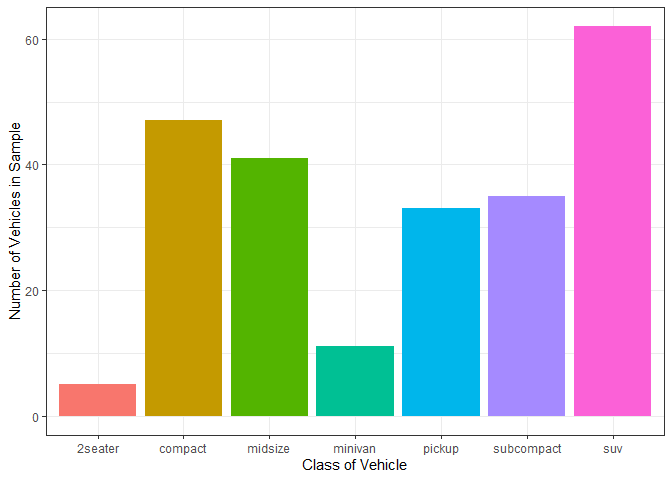 Number of Vehicles in Sample
60
40
20
0
2seater compact midsize minivan pickup subcompact suv
Class of Vehicle